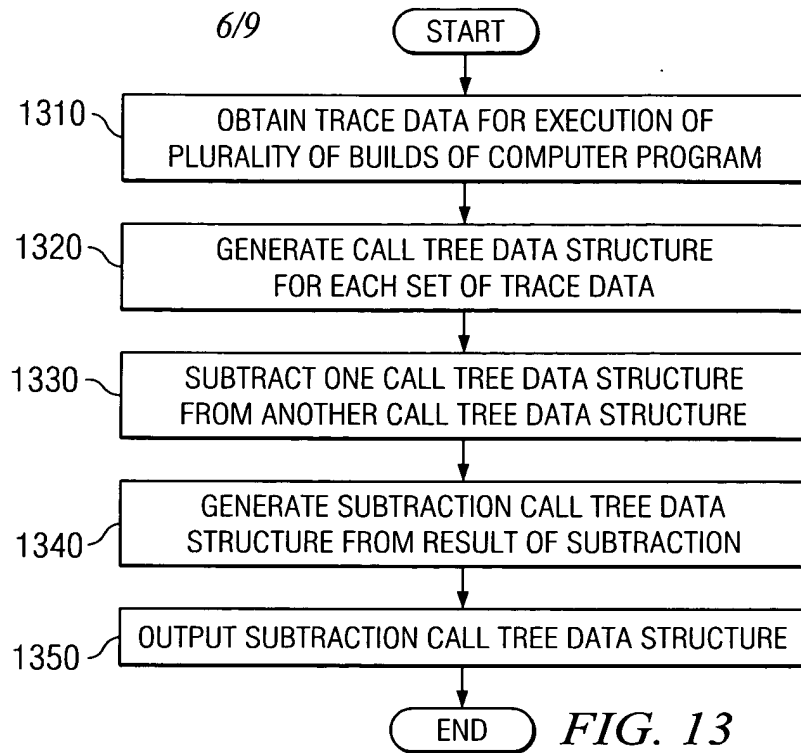 6/9
START
1310
OBTAIN TRACE DATA FOR EXECUTION OF
PLURALITY OF BUILDS OF COMPUTER PROGRAM
1320
GENERATE CALL TREE DATA STRUCTURE
FOR EACH SET OF TRACE DATA
1330
SUBTRACT ONE CALL TREE DATA STRUCTURE
FROM ANOTHER CALL TREE DATA STRUCTURE
1340
GENERATE SUBTRACTION CALL TREE DATA
STRUCTURE FROM RESULT OF SUBTRACTION
1350
OUTPUT SUBTRACTION CALL TREE DATA STRUCTURE
END
FIG. 13